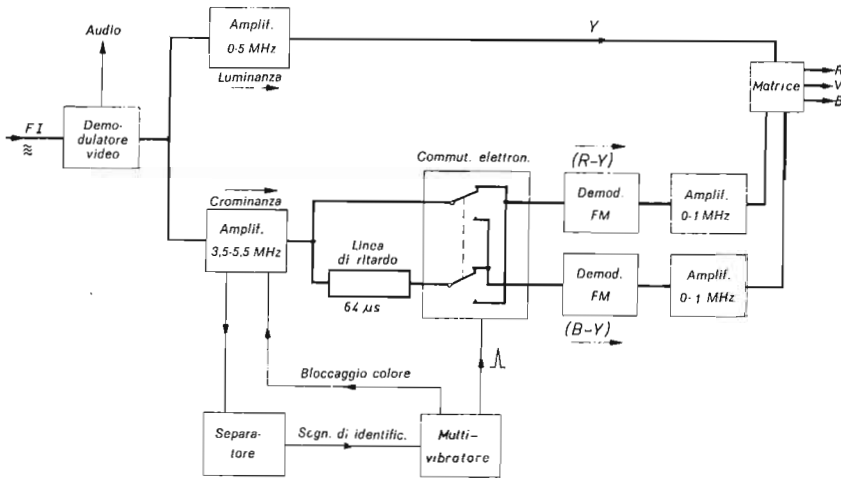 Audio
Amplif.
0-5 MHz
Luminanza
Y
Matrice
R
V
B
FI
Demo-
dulatore
video
Crominanza
Amplif.
3,5-5,5 MHz
Linea
di ritardo
64 µs
Commut. elettron.
(R-Y)
Demod.
FM
Amplif.
0-1 MHz
Demod.
FM
Amplif.
0-1 MHz
(B-Y)
Bloccaggio colore
Separa-
tore
Segn. di identific.
Multi-
vibratore